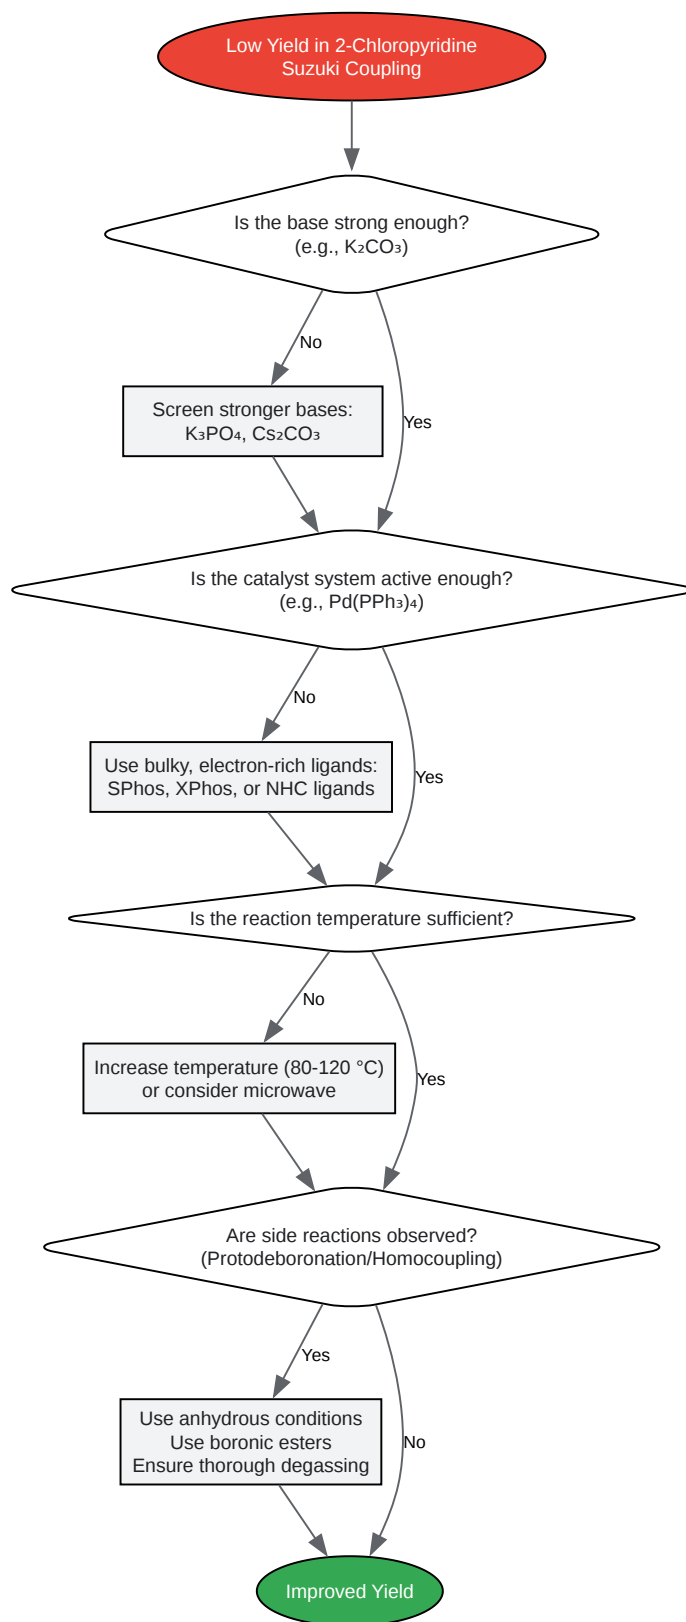 Low Yield in 2-Chloropyridine
Suzuki Coupling
Is the base strong enough?
(e.g., K₂CO₃)
No
Yes
Screen stronger bases:
K₃PO₄, Cs₂CO₃
Is the catalyst system active enough?
(e.g., Pd(PPh₃)₄)
No
Yes
Use bulky, electron-rich ligands:
SPhos, XPhos, or NHC ligands
Is the reaction temperature sufficient?
No
Yes
Increase temperature (80-120 °C)
or consider microwave
Are side reactions observed?
(Protodeboronation/Homocoupling)
Yes
No
Use anhydrous conditions
Use boronic esters
Ensure thorough degassing
Improved Yield